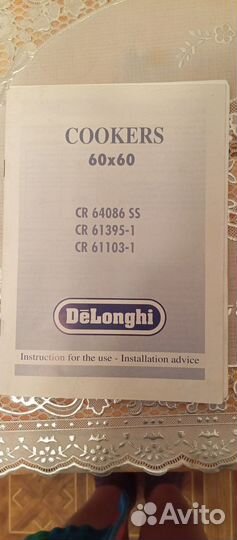 COOKERS
60x60
CR 64086 SS
CR 61395-1
CR 61103-1
DeLonghi
Instruction for the use - Installation advice
Avito